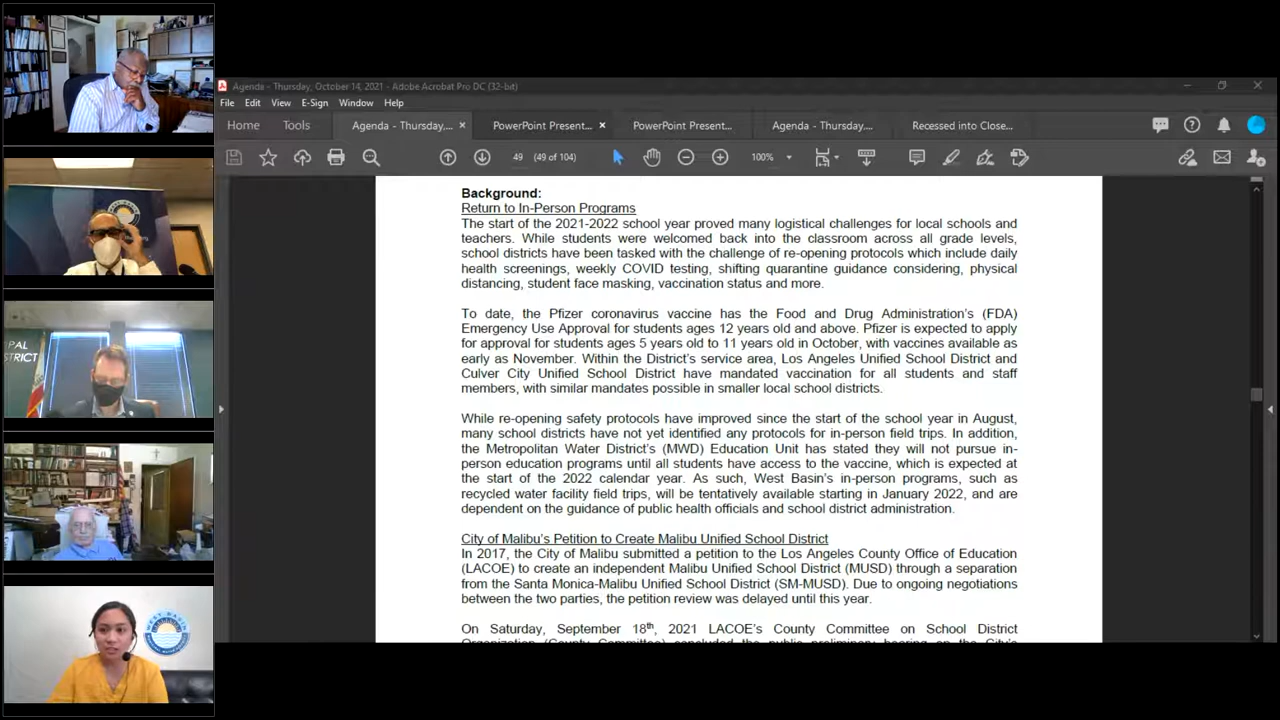 Agenda - Thursday, October 14, 2021 - Adobe Acrobat Pro DC (32-bit)
File Edit View E-Sign Window Help
Home Tools Agenda - Thursday,... × PowerPoint Present... × PowerPoint Present... Agenda - Thursday,... Recessed into Close...
49 (49 of 104) 100%
Background:
Return to In-Person Programs
The start of the 2021-2022 school year proved many logistical challenges for local schools and
teachers. While students were welcomed back into the classroom across all grade levels,
school districts have been tasked with the challenge of re-opening protocols which include daily
health screenings, weekly COVID testing, shifting quarantine guidance considering, physical
distancing, student face masking, vaccination status and more.
To date, the Pfizer coronavirus vaccine has the Food and Drug Administration's (FDA)
Emergency Use Approval for students ages 12 years old and above. Pfizer is expected to apply
for approval for students ages 5 years old to 11 years old in October, with vaccines available as
early as November. Within the District's service area, Los Angeles Unified School District and
Culver City Unified School District have mandated vaccination for all students and staff
members, with similar mandates possible in smaller local school districts.
While re-opening safety protocols have improved since the start of the school year in August,
many school districts have not yet identified any protocols for in-person field trips. In addition,
the Metropolitan Water District's (MWD) Education Unit has stated they will not pursue in-
person education programs until all students have access to the vaccine, which is expected at
the start of the 2022 calendar year. As such, West Basin's in-person programs, such as
recycled water facility field trips, will be tentatively available starting in January 2022, and are
dependent on the guidance of public health officials and school district administration.
City of Malibu's Petition to Create Malibu Unified School District
In 2017, the City of Malibu submitted a petition to the Los Angeles County Office of Education
(LACOE) to create an independent Malibu Unified School District (MUSD) through a separation
from the Santa Monica-Malibu Unified School District (SM-MUSD). Due to ongoing negotiations
between the two parties, the petition review was delayed until this year.
On Saturday, September 18th, 2021 LACOE's County Committee on School District
Organization (County Committee) concluded the public preliminary hearing on the City's
PAL
STRICT
WEST BASIN